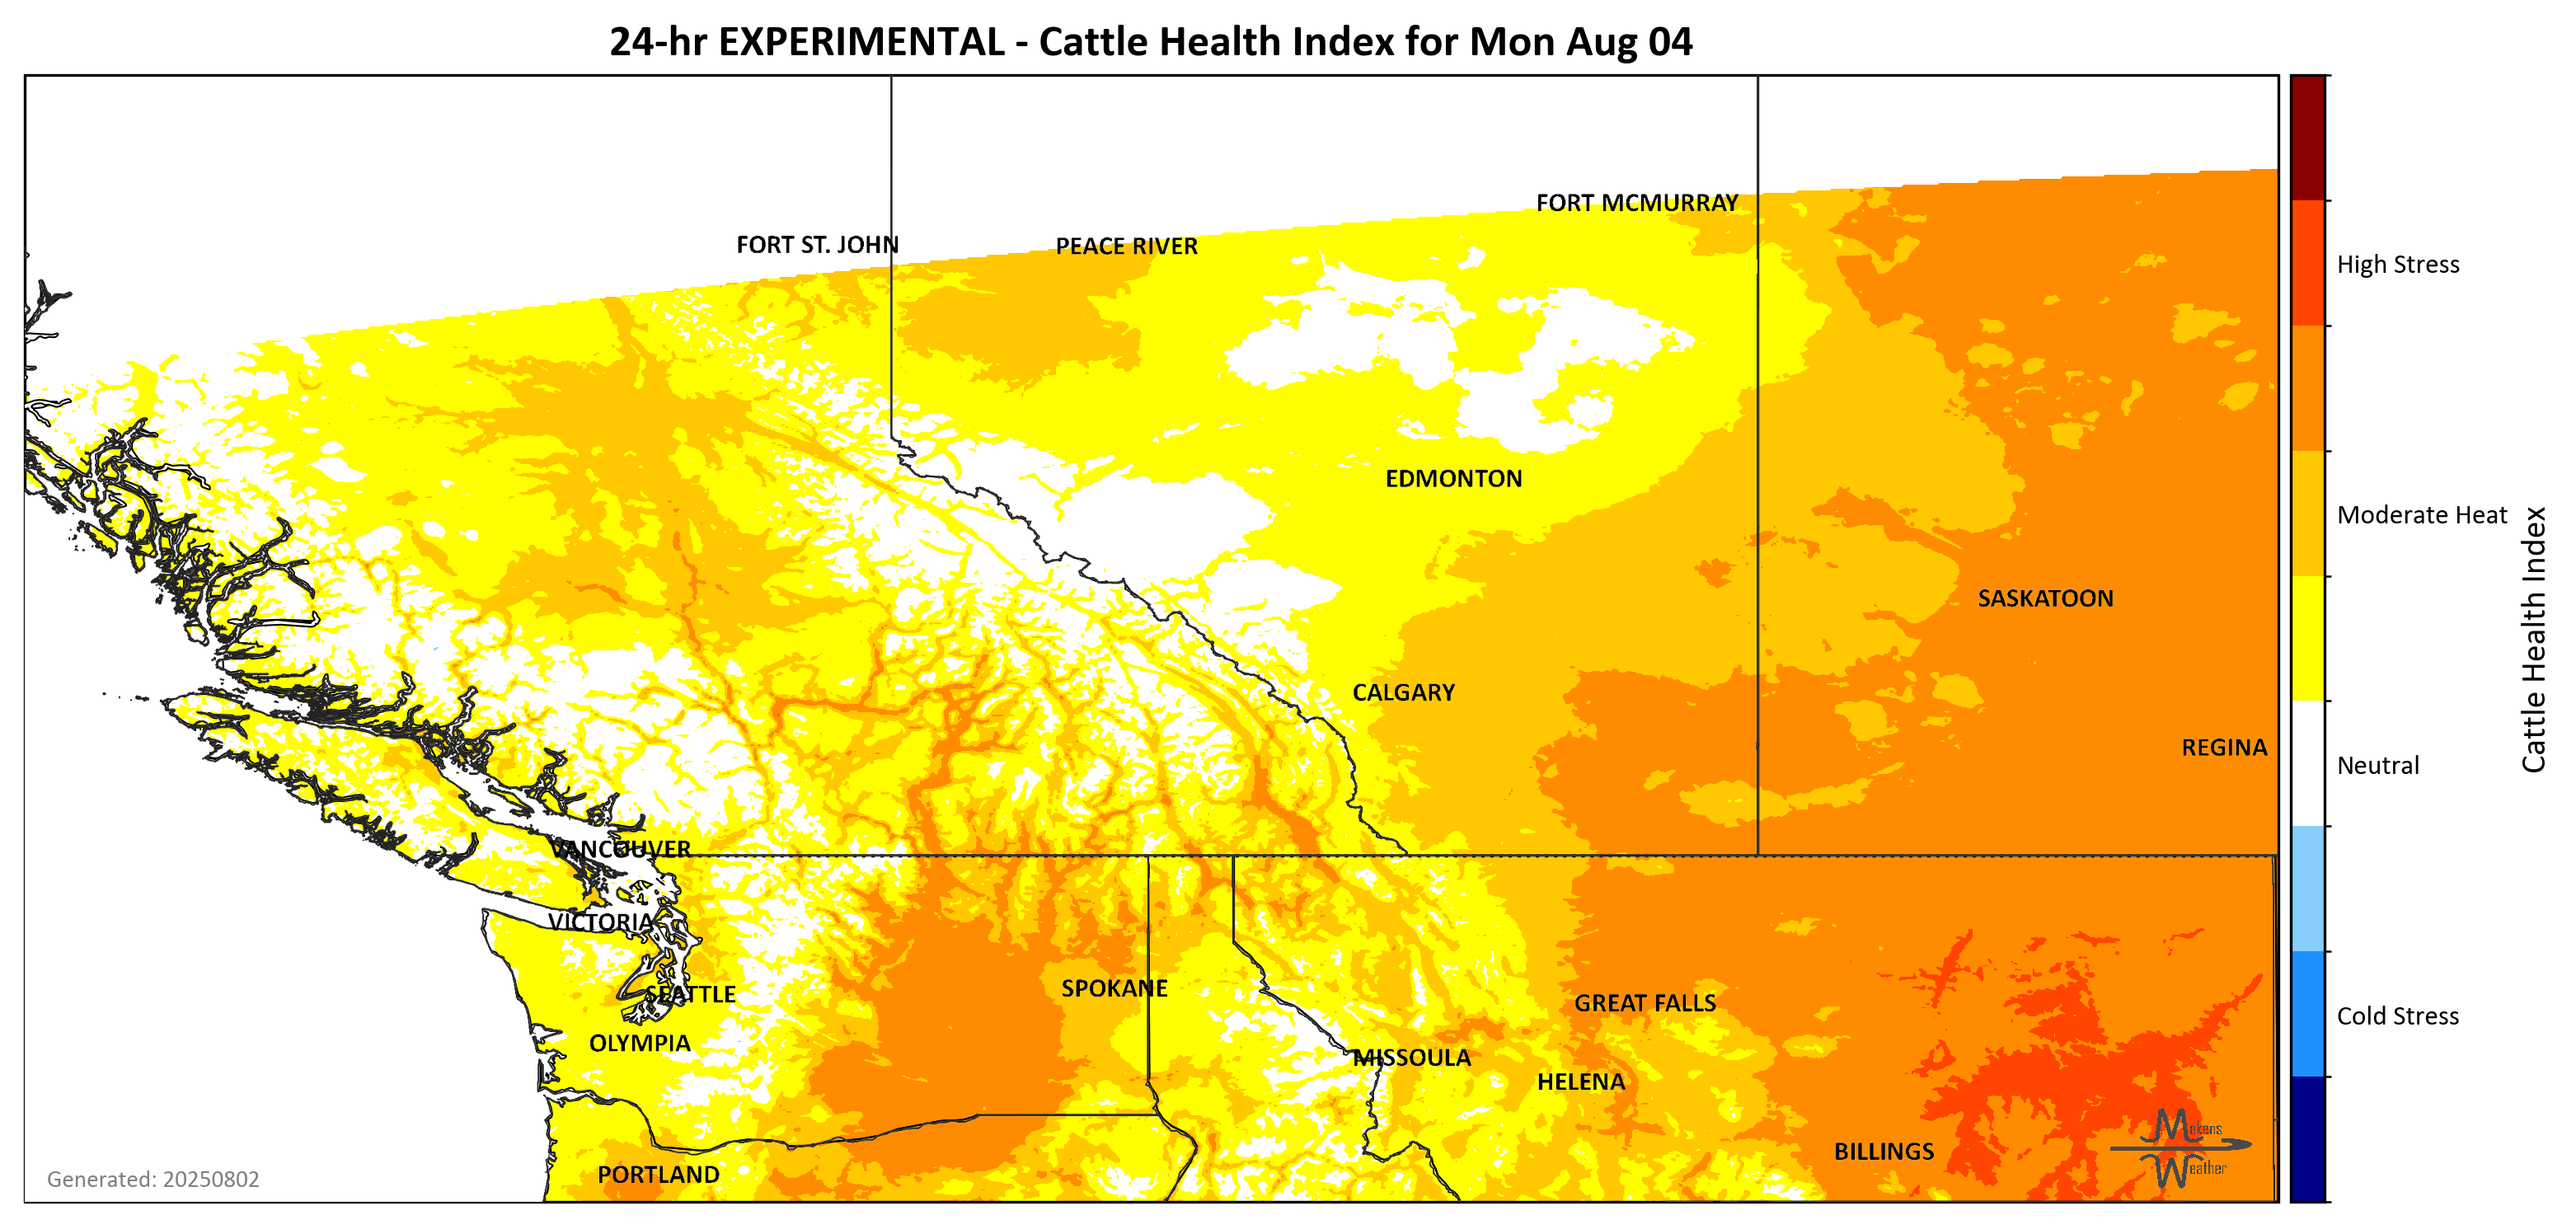 24-hr EXPERIMENTAL - Cattle Health Index for Mon Aug 04
FORT MCMURRAY
FORT ST. JOHN
PEACE RIVER
High Stress
EDMONTON
Moderate Heat
SASKATOON
CALGARY
REGINA
Cattle Health Index
Neutral
VANCOUVER
VICTORIA
SPOKANE
SEATTLE
GREAT FALLS
Cold Stress
OLYMPIA
MISSOULA
HELENA
Makens
Weather
BILLINGS
PORTLAND
Generated: 20250802